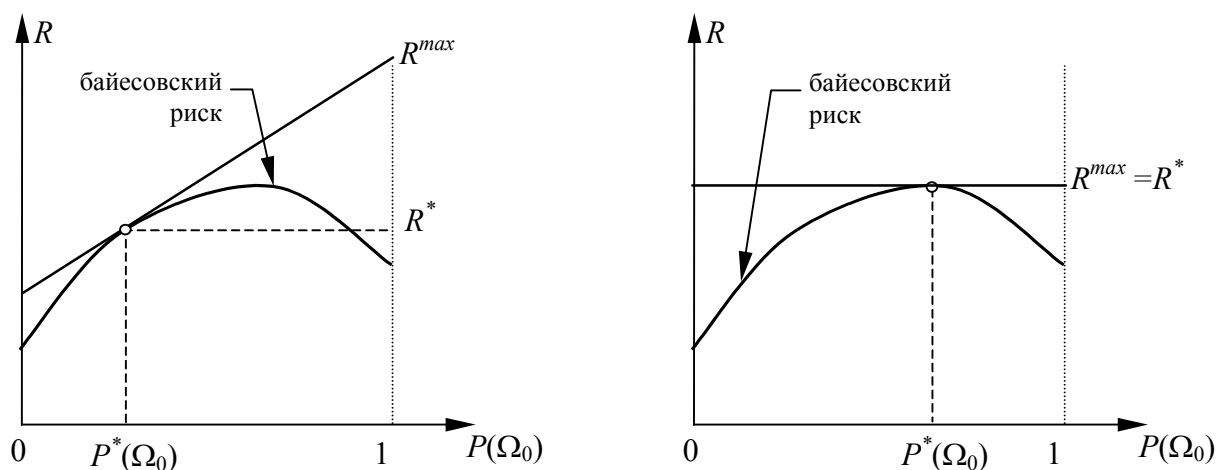 R
R^max
байесовский
риск
R^*
0
P^*(Ω₀)
1
P(Ω₀)
R
байесовский
риск
R^max =R^*
0
P^*(Ω₀)
1
P(Ω₀)